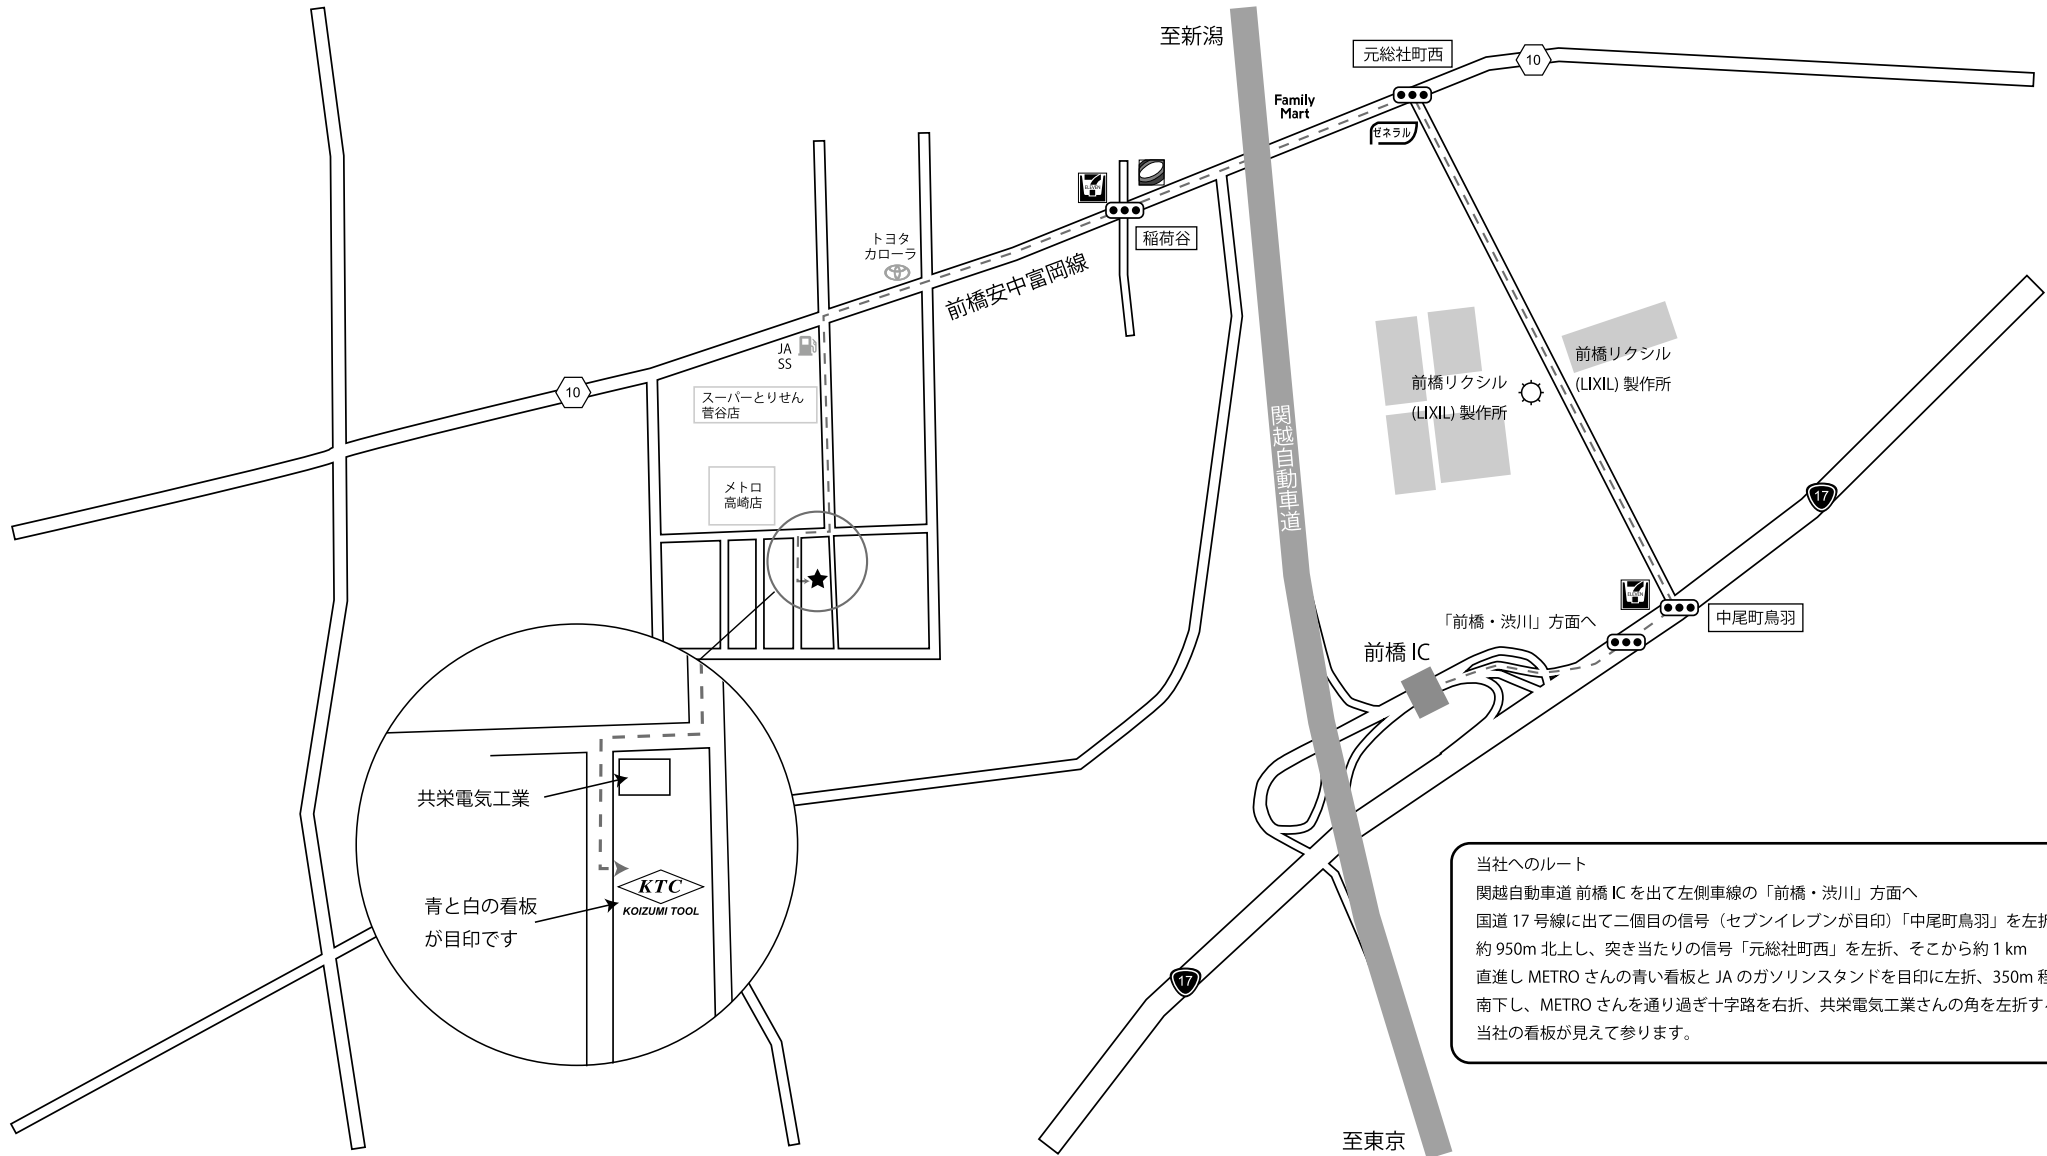 至新潟
元総社町西
10
Family
Mart
ゼネラル
ELEVEN
稲荷谷
トヨタ
カローラ
前橋安中富岡線
JA
SS
10
スーパーとりせん
菅谷店
メトロ
高崎店
関越自動車道
前橋リクシル
(LIXIL) 製作所
前橋リクシル
(LIXIL) 製作所
17
ELEVEN
中尾町鳥羽
「前橋・渋川」方面へ
前橋 IC
共栄電気工業
青と白の看板
が目印です
KTC
KOIZUMI TOOL
17
至東京
当社へのルート
関越自動車道 前橋 IC を出て左側車線の「前橋・渋川」方面へ
国道 17 号線に出て二個目の信号（セブンイレブンが目印）「中尾町鳥羽」を左折
約 950m 北上し、突き当たりの信号「元総社町西」を左折、そこから約 1 km
直進し METRO さんの青い看板と JA のガソリンスタンドを目印に左折、350m 程
南下し、METRO さんを通り過ぎ十字路を右折、共栄電気工業さんの角を左折す
当社の看板が見えて参ります。